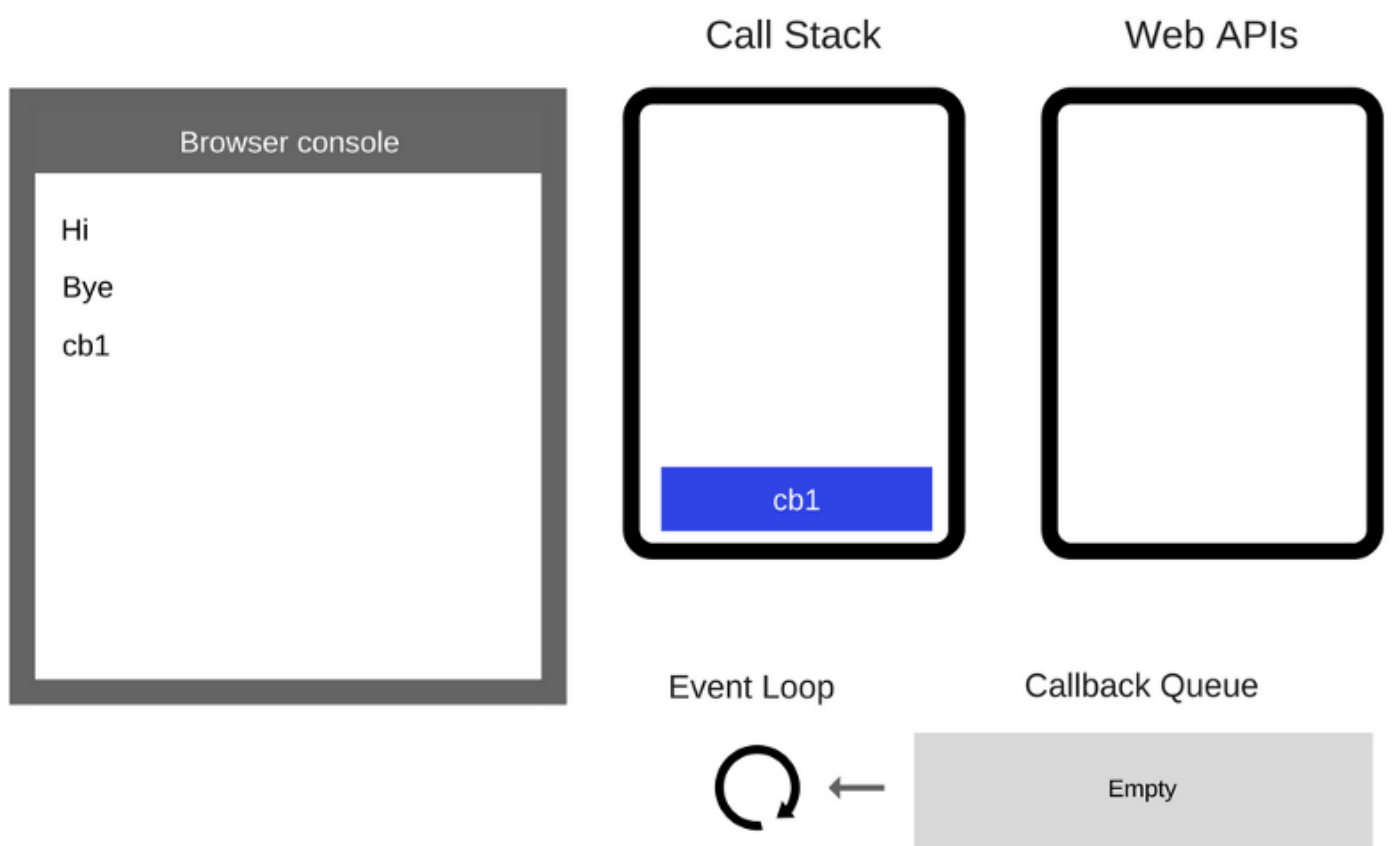 Call Stack
Web APIs
Browser console
Hi
Bye
cb1
cb1
Event Loop
Callback Queue
Empty